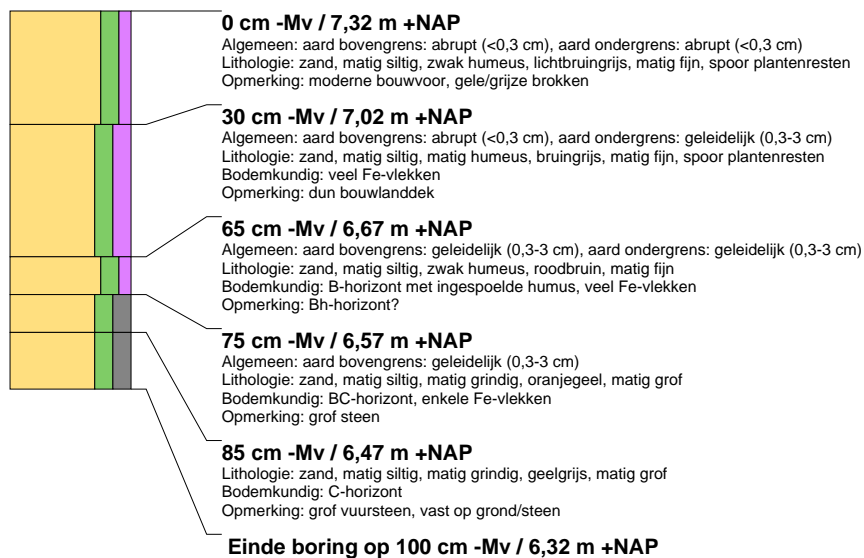 0 cm -Mv / 7,32 m +NAP
Algemeen: aard bovengrens: abrupt (<0,3 cm), aard ondergrens: abrupt (<0,3 cm)
Lithologie: zand, matig siltig, zwak humeus, lichtbruingrijs, matig fijn, spoor plantenresten
Opmerking: moderne bouwvoor, gele/grijze brokken
30 cm -Mv / 7,02 m +NAP
Algemeen: aard bovengrens: abrupt (<0,3 cm), aard ondergrens: geleidelijk (0,3-3 cm)
Lithologie: zand, matig siltig, matig humeus, bruingrijs, matig fijn, spoor plantenresten
Bodemkundig: veel Fe-vlekken
Opmerking: dun bouwlanddek
65 cm -Mv / 6,67 m +NAP
Algemeen: aard bovengrens: geleidelijk (0,3-3 cm), aard ondergrens: geleidelijk (0,3-3 cm)
Lithologie: zand, matig siltig, zwak humeus, roodbruin, matig fijn
Bodemkundig: B-horizont met ingespoelde humus, veel Fe-vlekken
Opmerking: Bh-horizont?
75 cm -Mv / 6,57 m +NAP
Algemeen: aard bovengrens: geleidelijk (0,3-3 cm)
Lithologie: zand, matig siltig, matig grindig, oranjegeel, matig grof
Bodemkundig: BC-horizont, enkele Fe-vlekken
Opmerking: grof steen
85 cm -Mv / 6,47 m +NAP
Lithologie: zand, matig siltig, matig grindig, geelgrijs, matig grof
Bodemkundig: C-horizont
Opmerking: grof vuursteen, vast op grond/steen
Einde boring op 100 cm -Mv / 6,32 m +NAP